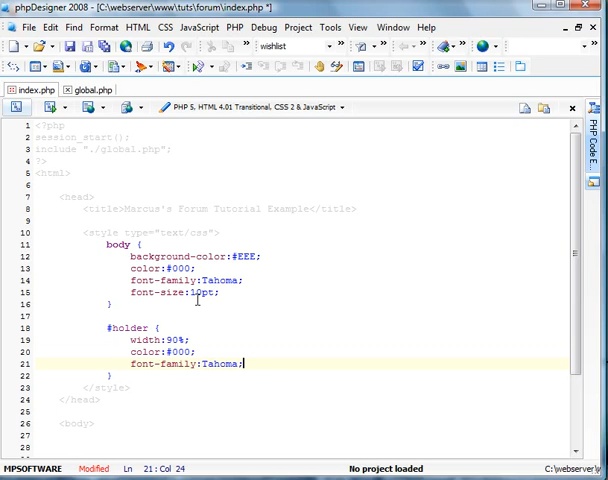 phpDesigner 2008 - [C:\webserver\www\tuts\forum\index.php *]
File Edit Find Format HTML CSS JavaScript PHP Debug Project Tools View Window Help
wishlist
index.php global.php
PHP 5, HTML 4.01 Transitional, CSS 2 & JavaScript
1 <?php
2 session_start();
3 include "./global.php";
4 ?>
5 <html>
6
7 <head>
8 <title>Marcus's Forum Tutorial Example</title>
9
10 <style type="text/css">
11 body {
12 background-color:#EEE;
13 color:#000;
14 font-family:Tahoma;
15 font-size:10pt;
16 }
17
18 #holder {
19 width:90%;
20 color:#000;
21 font-family:Tahoma;
22 }
23 </style>
24 </head>
25
26 <body>
27
28
PHP Code E...
MPSOFTWARE Modified Ln 21 : Col 24 No project loaded C:\webserver\www